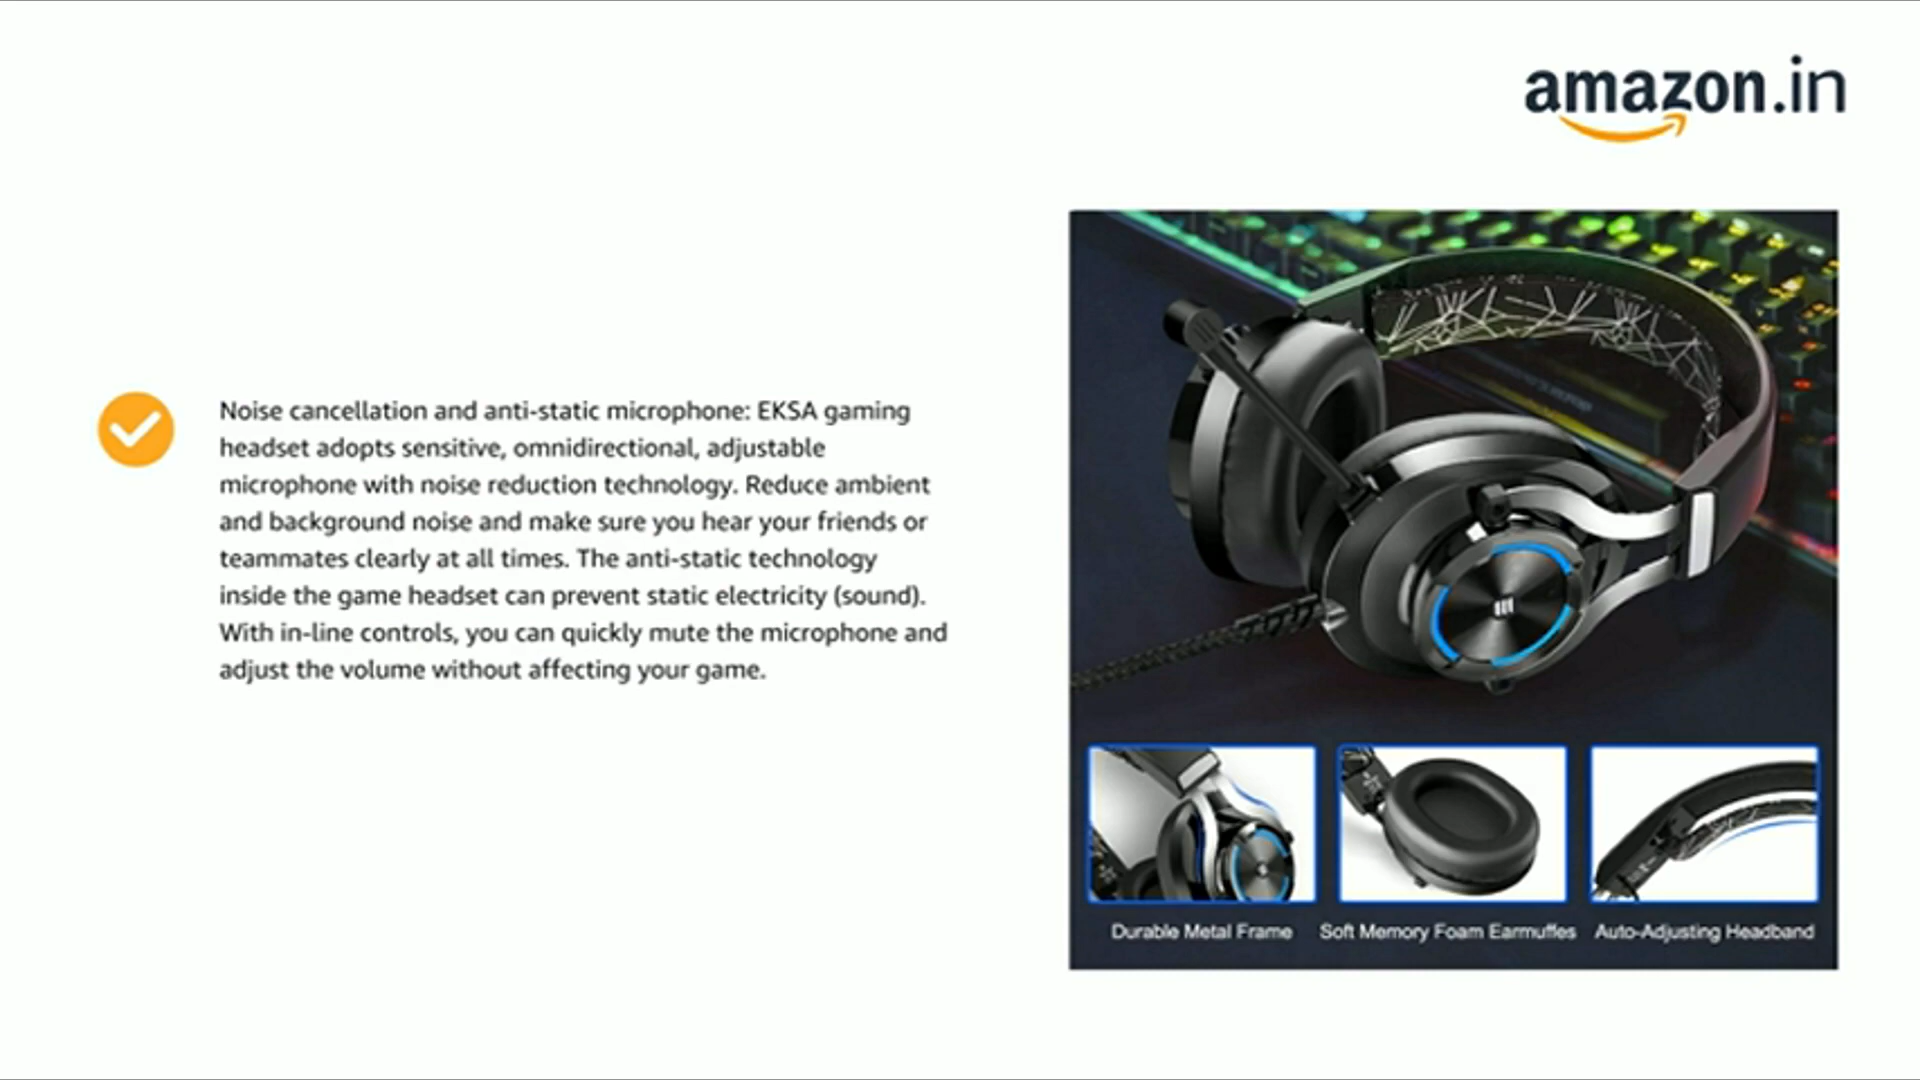 amazon.in
Noise cancellation and anti-static microphone: EKSA gaming
headset adopts sensitive, omnidirectional, adjustable
microphone with noise reduction technology. Reduce ambient
and background noise and make sure you hear your friends or
teammates clearly at all times. The anti-static technology
inside the game headset can prevent static electricity (sound).
With in-line controls, you can quickly mute the microphone and
adjust the volume without affecting your game.
Durable Metal Frame
Soft Memory Foam Earmuffes
Auto-Adjusting Headband